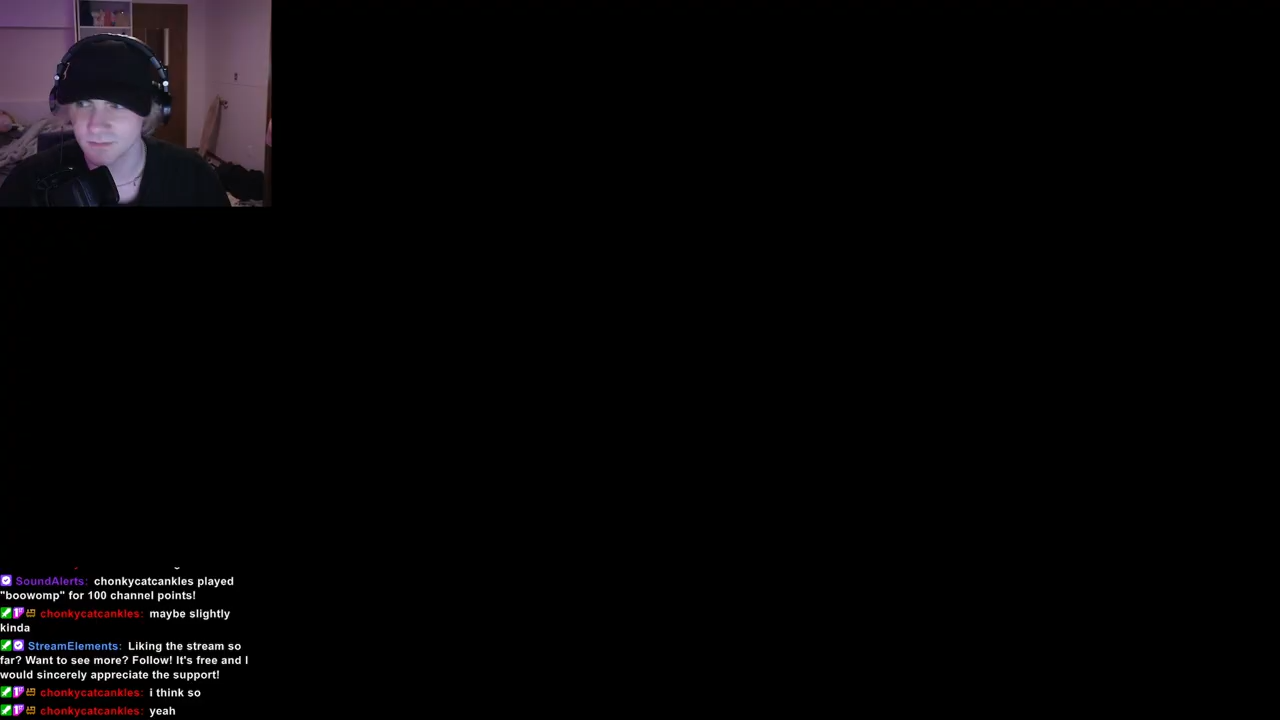 SoundAlerts: chonkycatcankles played
"boowomp" for 100 channel points!
chonkycatcankles: maybe slightly
kinda
StreamElements: Liking the stream so
far? Want to see more? Follow! It's free and I
would sincerely appreciate the support!
chonkycatcankles: i think so
chonkycatcankles: yeah